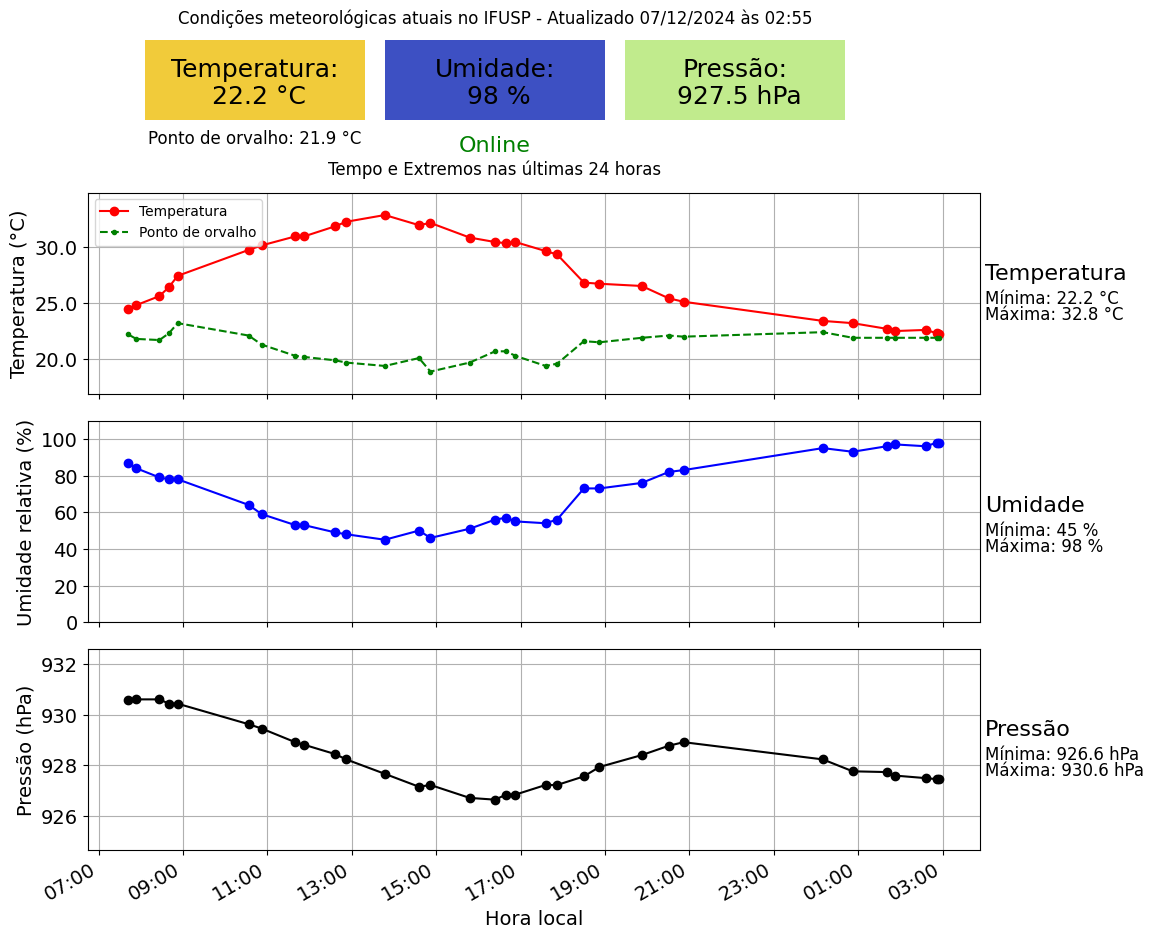 Condições meteorológicas atuais no IFUSP - Atualizado 07/12/2024 às 02:55
Temperatura:
22.2 °C
Umidade:
98 %
Pressão:
927.5 hPa
Ponto de orvalho: 21.9 °C
Online
Tempo e Extremos nas últimas 24 horas
Temperatura
Ponto de orvalho
Temperatura (°C)
30.0
25.0
20.0
Temperatura
Mínima: 22.2 °C
Máxima: 32.8 °C
Umidade relativa (%)
100
80
60
40
20
0
Umidade
Mínima: 45 %
Máxima: 98 %
Pressão (hPa)
932
930
928
926
Pressão
Mínima: 926.6 hPa
Máxima: 930.6 hPa
07:00 09:00 11:00 13:00 15:00 17:00 19:00 21:00 23:00 01:00 03:00
Hora local